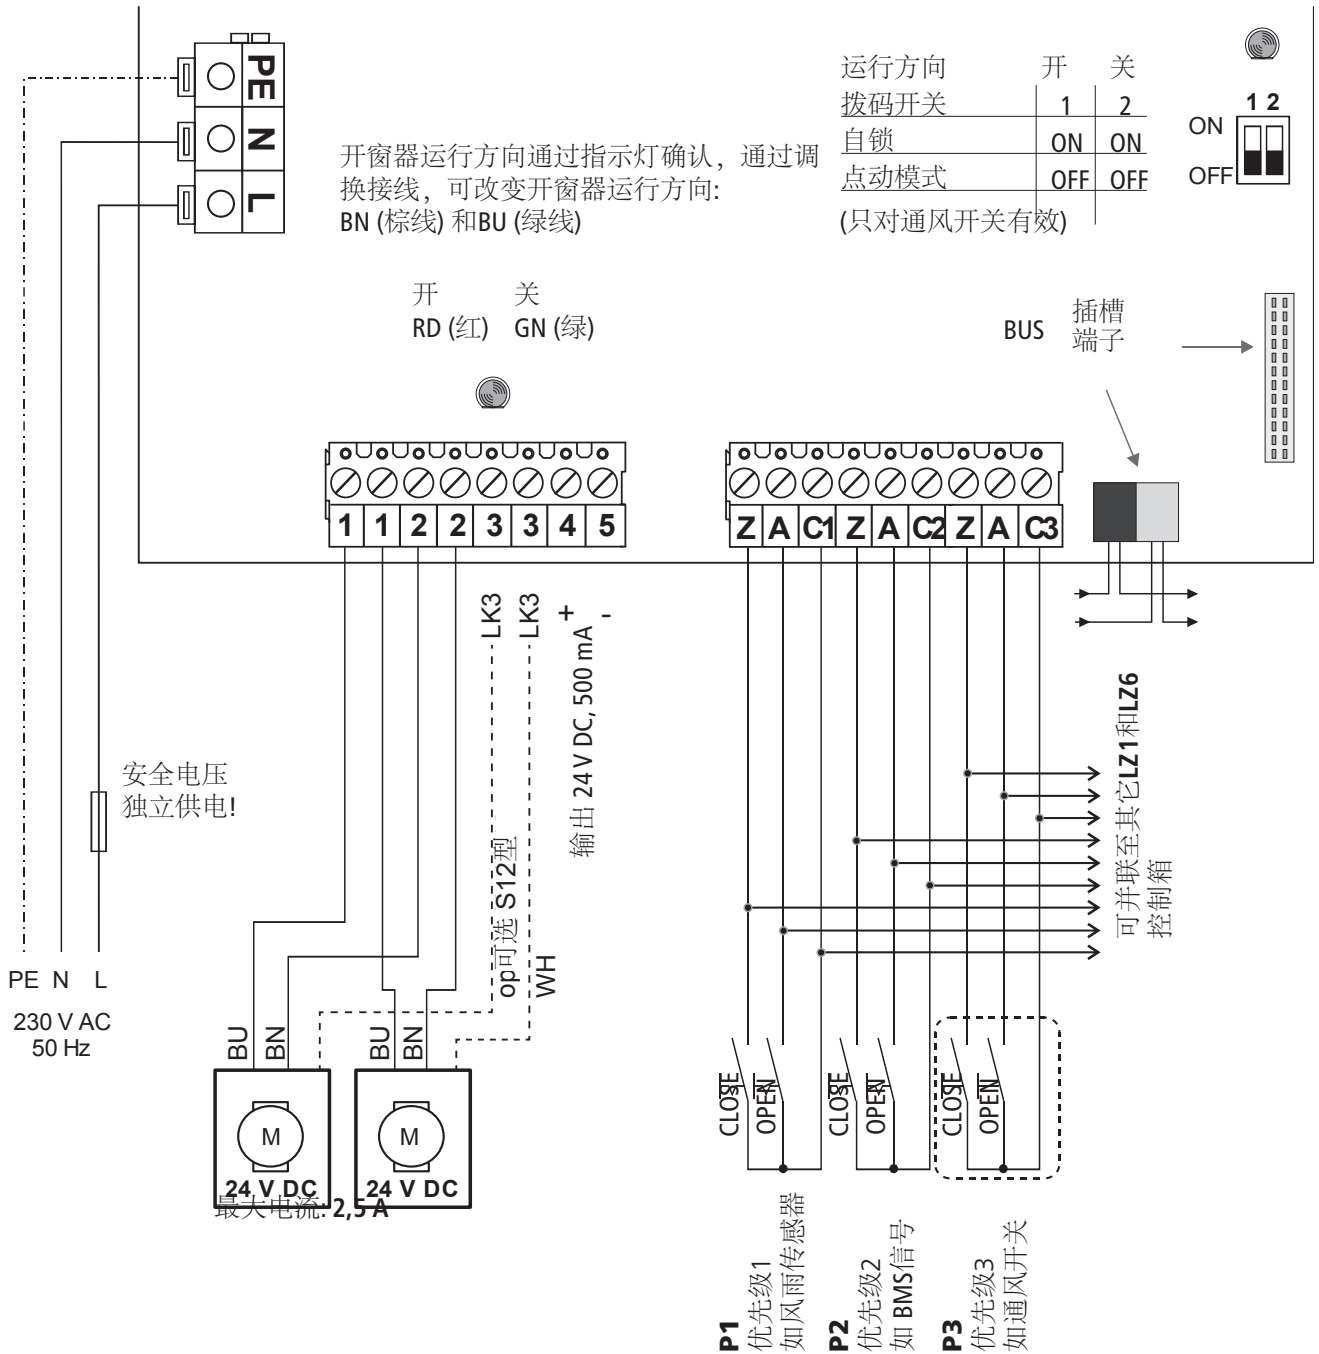 PE
N
L
开窗器运行方向通过指示灯确认，通过调
换接线，可改变开窗器运行方向:
BN (棕线) 和BU (绿线)
运行方向 开 关
拨码开关 1 2
自锁 ON ON
点动模式 OFF OFF
(只对通风开关有效)
1 2
ON
OFF
开 关
RD (红) GN (绿)
BUS
插槽
端子
1 1 2 2 3 3 4 5
Z A C1 Z A C2 Z A C3
LK3
LK3
+
-
输出 24 V DC, 500 mA
op可选 S12型
WH
安全电压
独立供电!
可并联至其它LZ1和LZ6
控制箱
PE N L
230 V AC
50 Hz
BU
BN
BU
BN
M
M
24 V DC
24 V DC
最大电流: 2,5 A
CLOSE
OPEN
CLOSE
OPEN
CLOSE
OPEN
P1
优先级1
如风雨传感器
P2
优先级2
如 BMS信号
P3
优先级3
如通风开关